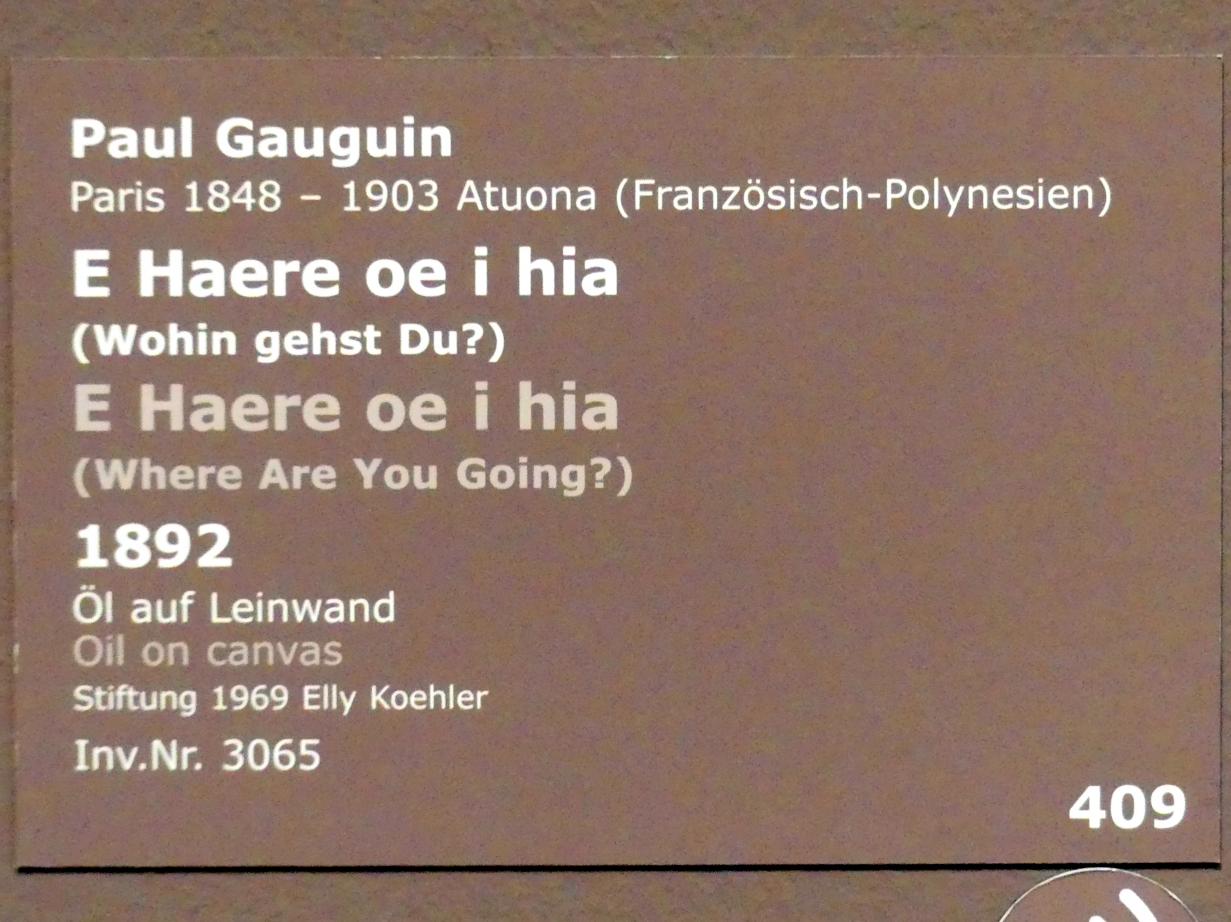 Paul Gauguin
Paris 1848 – 1903 Atuona (Französisch-Polynesien)
E Haere oe i hia
(Wohin gehst Du?)
E Haere oe i hia
(Where Are You Going?)
1892
Öl auf Leinwand
Oil on canvas
Stiftung 1969 Elly Koehler
Inv.Nr. 3065
409